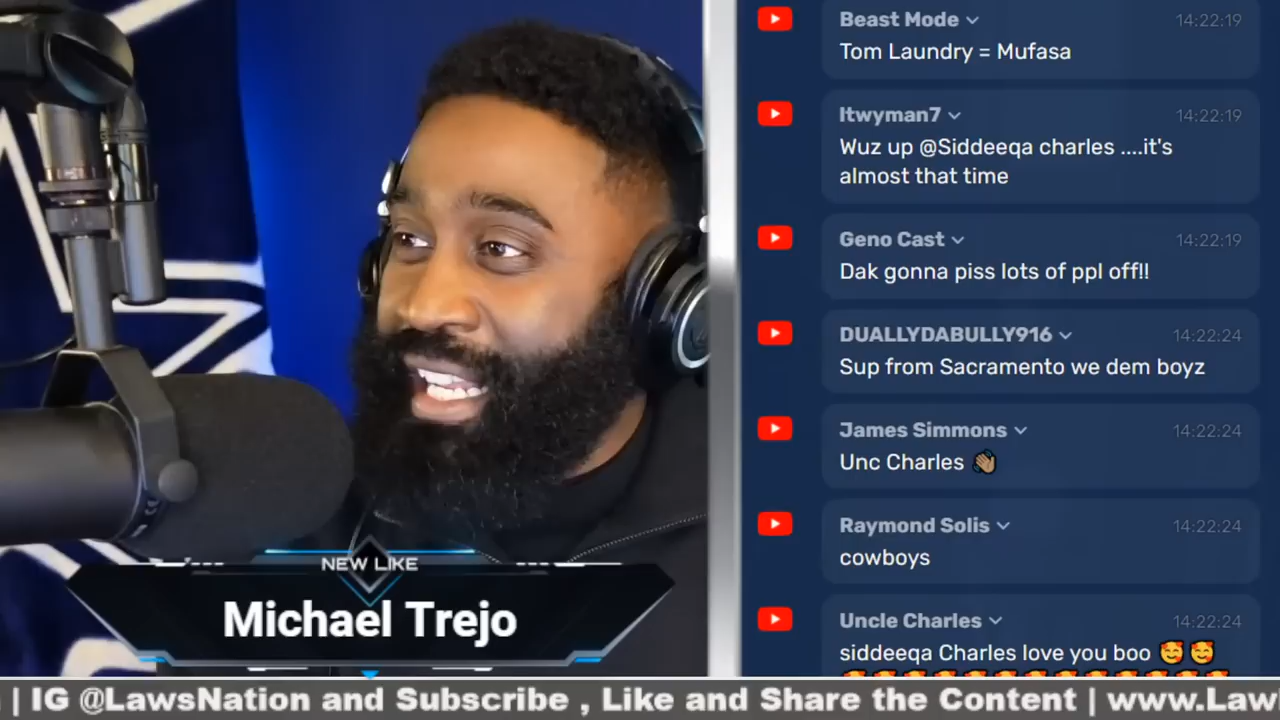 Beast Mode 14:22:19
Tom Laundry = Mufasa
Itwyman7 14:22:19
Wuz up @Siddeeqa charles ....it's
almost that time
Geno Cast 14:22:19
Dak gonna piss lots of ppl off!!
DUALLYDABULLY916 14:22:24
Sup from Sacramento we dem boyz
James Simmons 14:22:24
Unc Charles 👋🏽
Raymond Solis 14:22:24
cowboys
Uncle Charles 14:22:24
siddeeqa Charles love you boo 🥰🥰
NEW LIKE
Michael Trejo
| IG @LawsNation and Subscribe , Like and Share the Content | www.Law